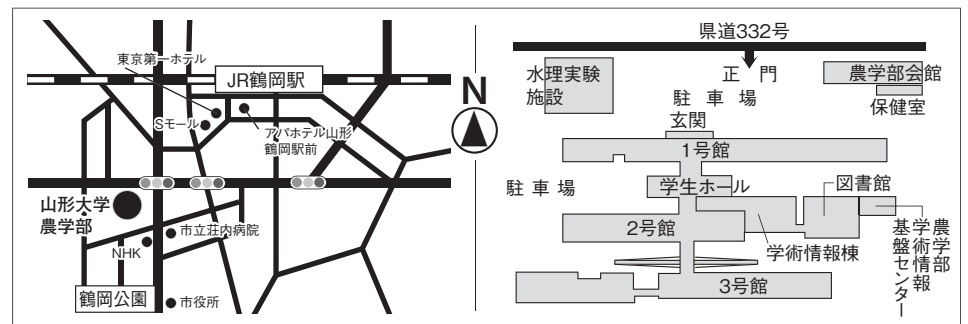 東京第一ホテル
JR鶴岡駅
Sモール
アパホテル山形
鶴岡駅前
山形大学
農学部
市立荘内病院
NHK
鶴岡公園
市役所
N
県道332号
水理実験
施設
正門
農学部会館
駐車場
保健室
玄関
1号館
駐車場
学生ホール
図書館
2号館
学術情報棟
農学部
学術情報
基盤センター
3号館